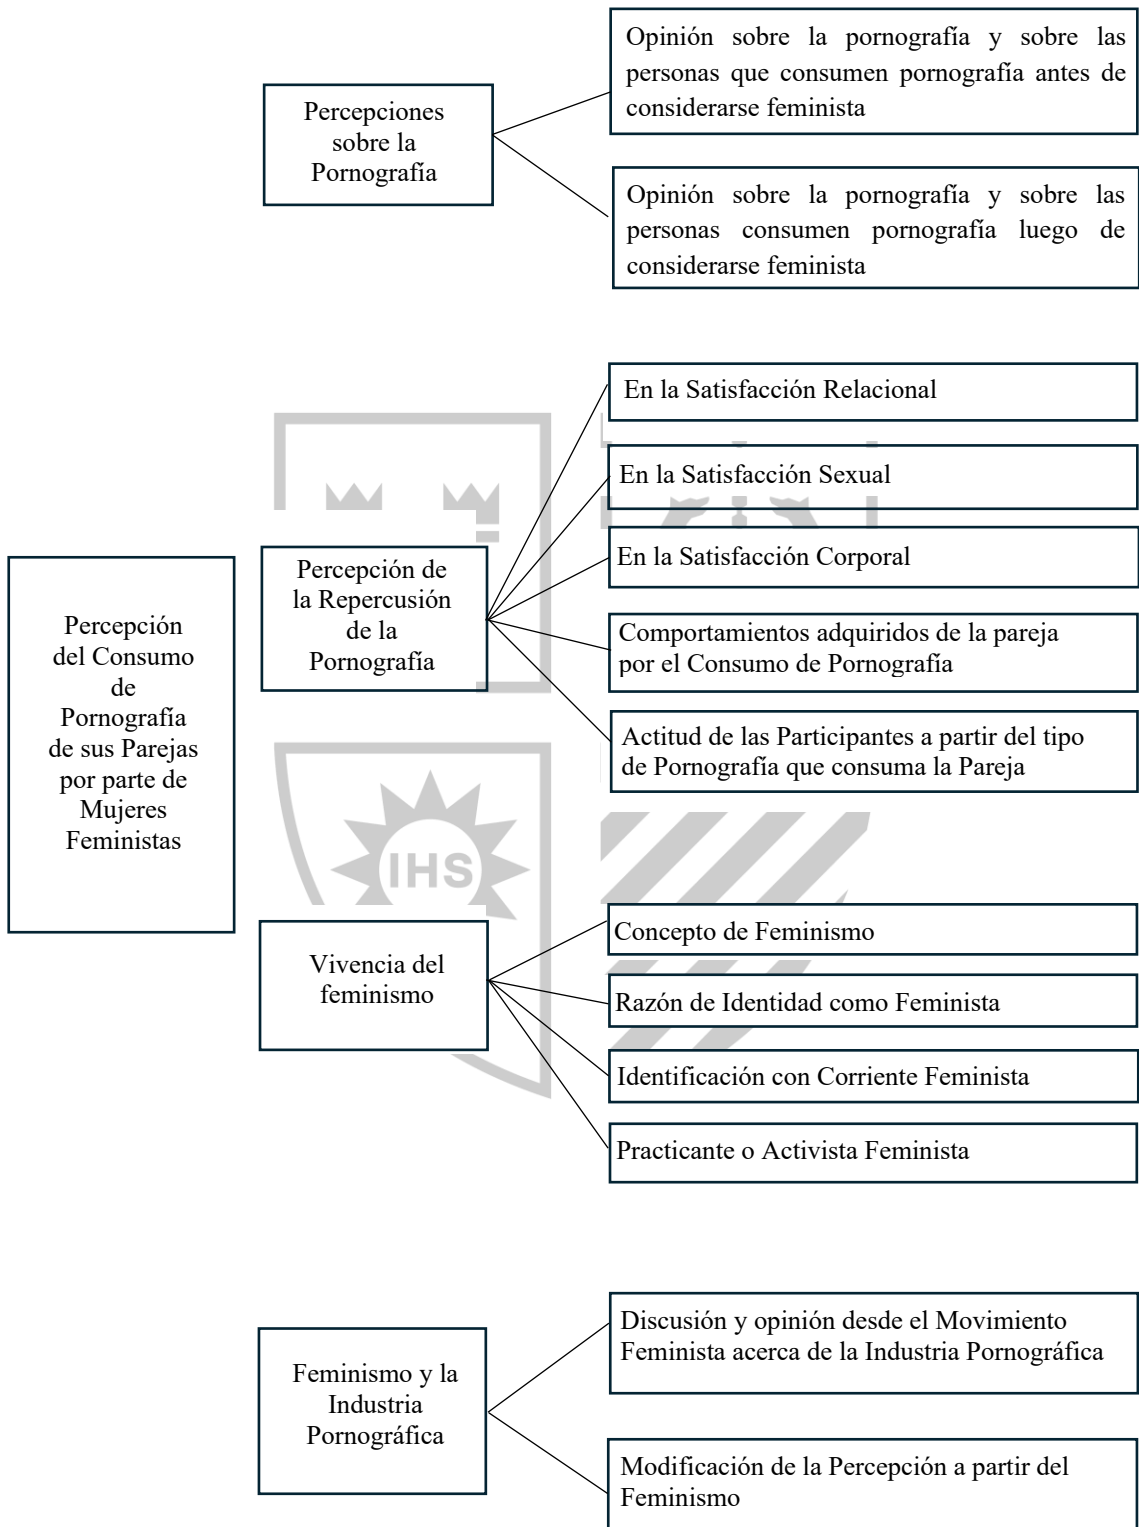 Percepción
del Consumo
de
Pornografía
de sus Parejas
por parte de
Mujeres
Feministas
Percepciones
sobre la
Pornografía
Opinión sobre la pornografía y sobre las
personas que consumen pornografía antes de
considerarse feminista
Opinión sobre la pornografía y sobre las
personas consumen pornografía luego de
considerarse feminista
Percepción de
la Repercusión
de la
Pornografía
En la Satisfacción Relacional
En la Satisfacción Sexual
En la Satisfacción Corporal
Comportamientos adquiridos de la pareja
por el Consumo de Pornografía
Actitud de las Participantes a partir del tipo
de Pornografía que consuma la Pareja
IHS
Vivencia del
feminismo
Concepto de Feminismo
Razón de Identidad como Feminista
Identificación con Corriente Feminista
Practicante o Activista Feminista
Feminismo y la
Industria
Pornográfica
Discusión y opinión desde el Movimiento
Feminista acerca de la Industria Pornográfica
Modificación de la Percepción a partir del
Feminismo